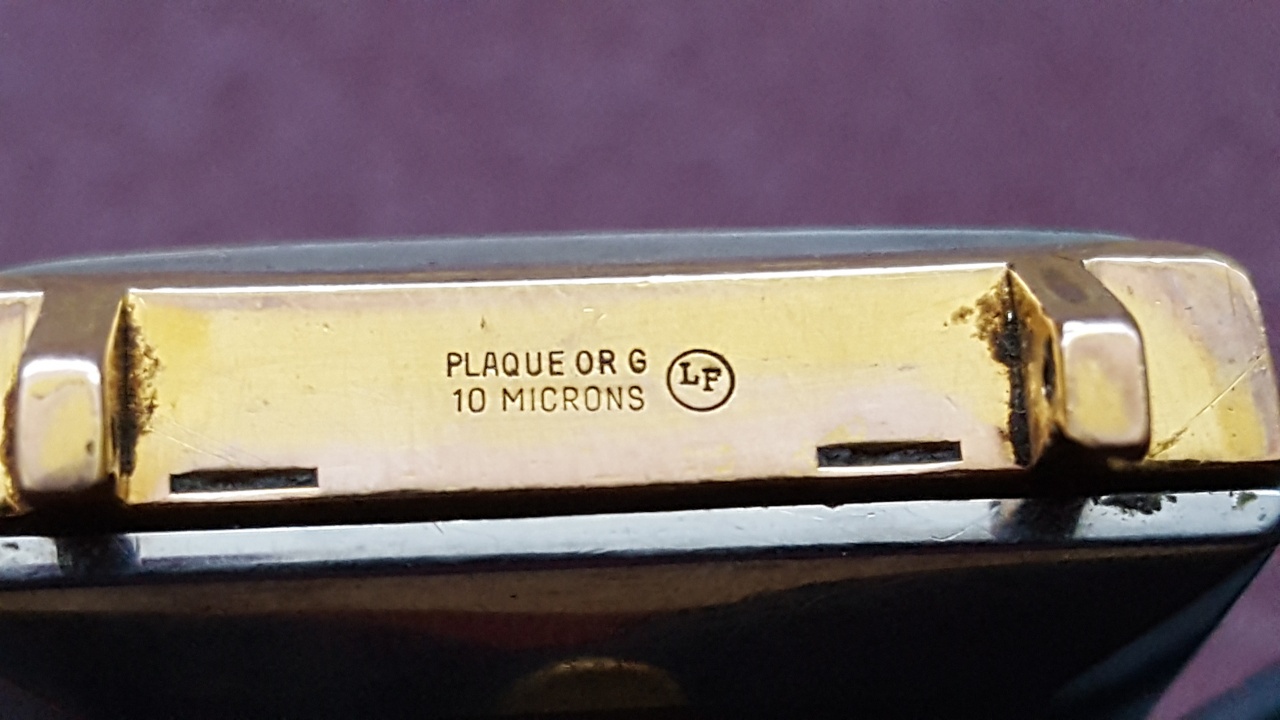 PLAQUE OR G
10 MICRONS
LF